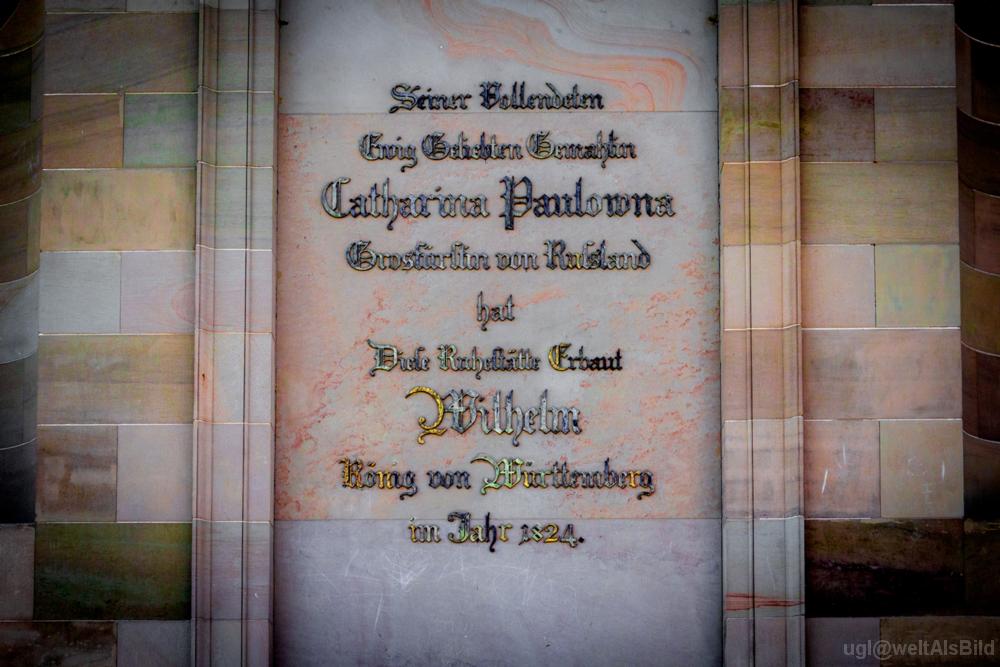 Seiner Vollendeten
Ewig Geliebten Gemahlin
Catharina Paulowna
Grosfürstin von Rußland
hat
Diese Ruhestätte Erbaut
Wilhelm
König von Württemberg
im Jahr 1824.
ugl@weltAlsBild